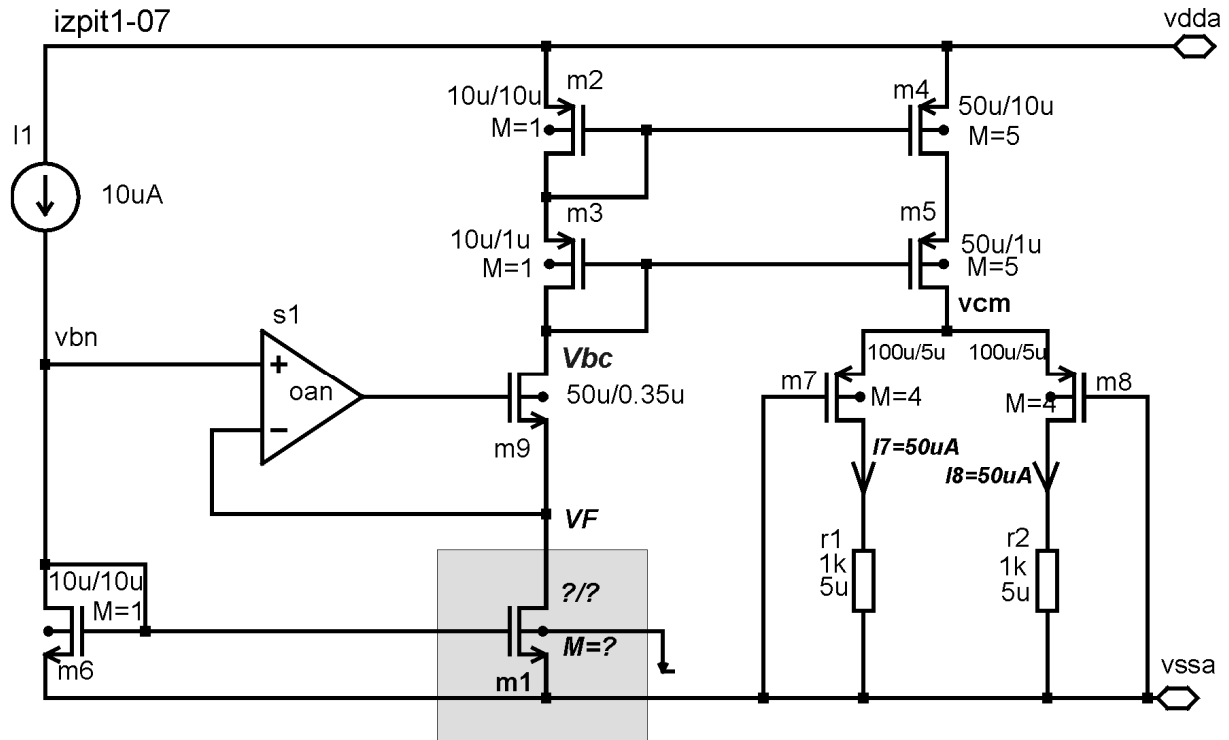 izpit1-07
vdda
m2
10u/10u
M=1
m4
50u/10u
M=5
I1
10uA
m3
10u/1u
M=1
m5
50u/1u
M=5
vcm
s1
vbn
+
oan
−
Vbc
50u/0.35u
m9
100u/5u
100u/5u
m7
M=4
M=4
m8
I7=50uA
I8=50uA
VF
r1
1k
5u
r2
1k
5u
10u/10u
M=1
m6
?/?
M=?
m1
vssa